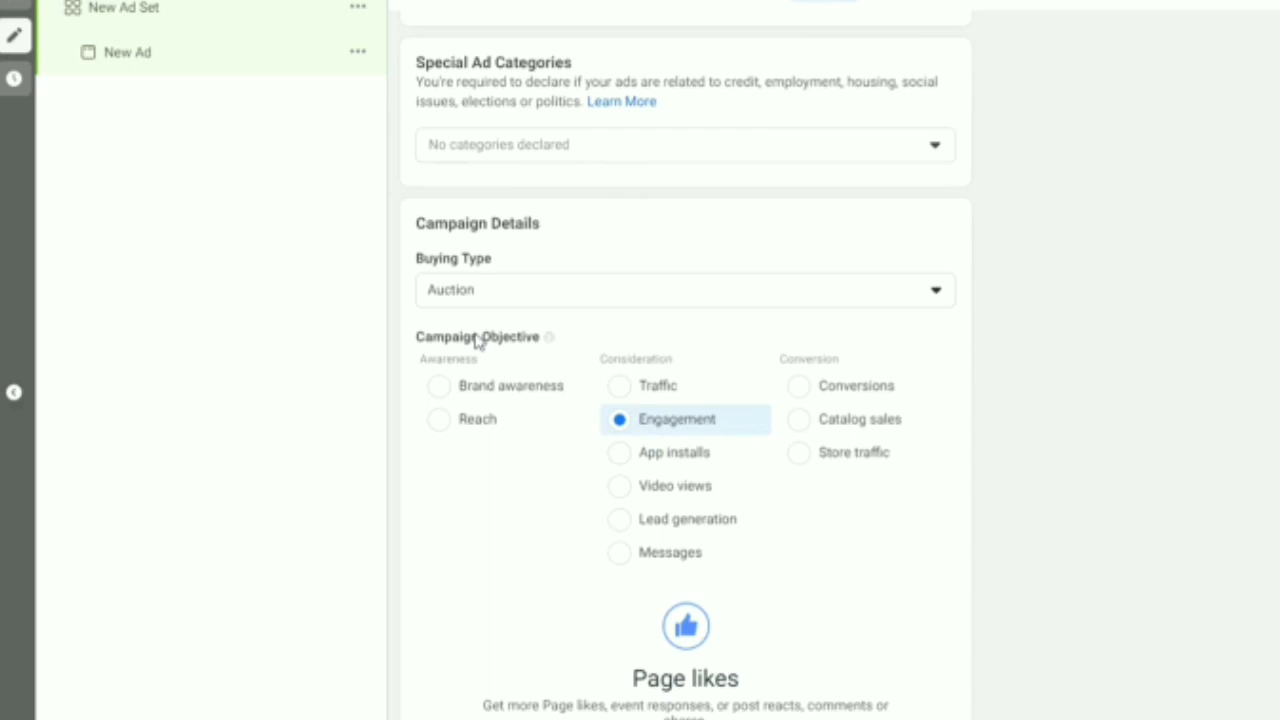 New Ad Set
New Ad
Special Ad Categories
You're required to declare if your ads are related to credit, employment, housing, social
issues, elections or politics. Learn More
No categories declared
Campaign Details
Buying Type
Auction
Campaign Objective
Awareness
Brand awareness
Reach
Consideration
Traffic
Engagement
App installs
Video views
Lead generation
Messages
Conversion
Conversions
Catalog sales
Store traffic
Page likes
Get more Page likes, event responses, or post reacts, comments or